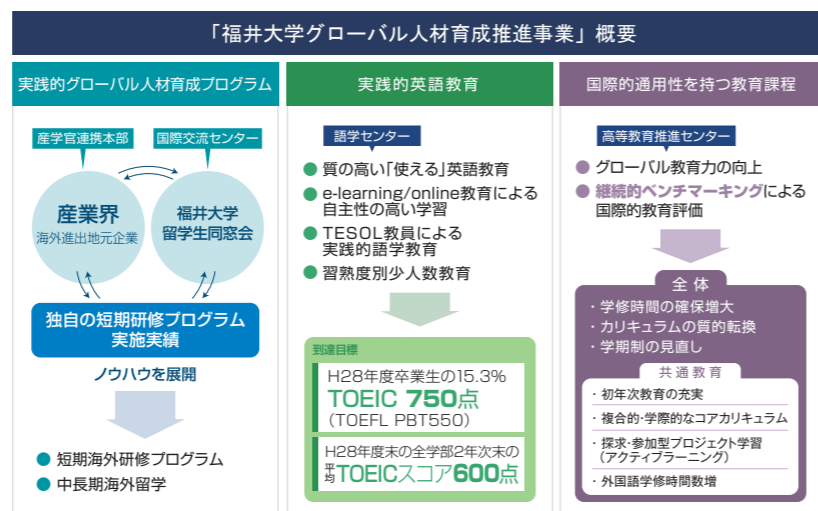 「福井大学グローバル人材育成推進事業」概要
実践的グローバル人材育成プログラム
産学官連携本部
国際交流センター
産業界
海外進出地元企業
福井大学
留学生同窓会
独自の短期研修プログラム
実施実績
ノウハウを展開
● 短期海外研修プログラム
● 中長期海外留学
実践的英語教育
語学センター
● 質の高い「使える」英語教育
● e-learning/online教育による
自主性の高い学習
● TESOL教員による
実践的語学教育
● 習熟度別少人数教育
到達目標
H28年度卒業生の15.3%
TOEIC 750点
（TOEFL PBT550）
H28年度末の全学部2年次末の
平均TOEICスコア600点
国際的通用性を持つ教育課程
高等教育推進センター
● グローバル教育力の向上
● 継続的ベンチマーキングによる
国際的教育評価
全体
・学修時間の確保増大
・カリキュラムの質的転換
・学期制の見直し
共通教育
・初年次教育の充実
・複合的・学際的なコアカリキュラム
・探求・参加型プロジェクト学習
（アクティブラーニング）
・外国語学修時間数増